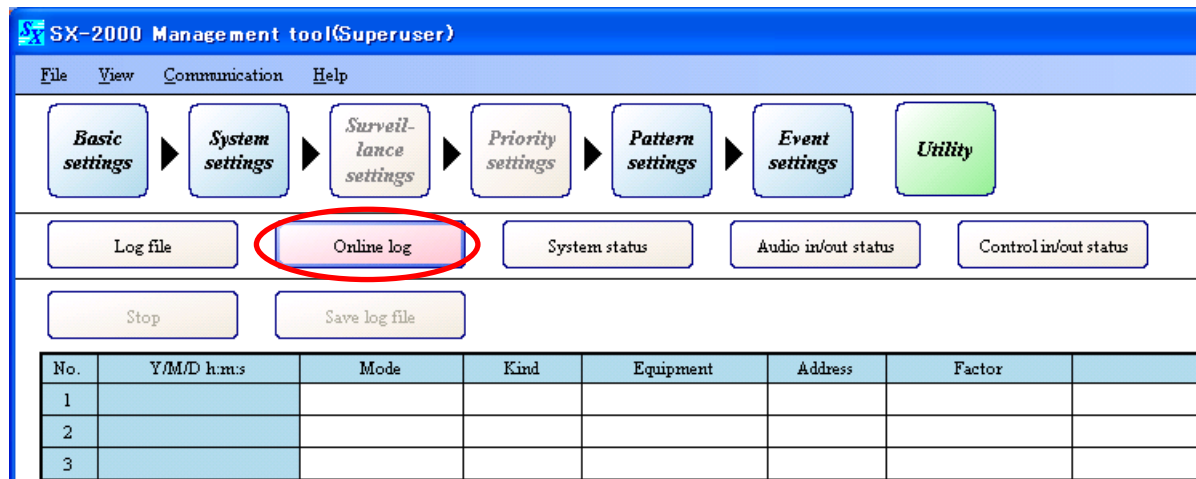 SX SX-2000 Management tool(Superuser)
File View Communication Help
Basic
settings
System
settings
Surveil-
lance
settings
Priority
settings
Pattern
settings
Event
settings
Utility
Log file Online log System status Audio in/out status Control in/out status
Stop Save log file
No. Y/M/D h:m:s Mode Kind Equipment Address Factor
1
2
3